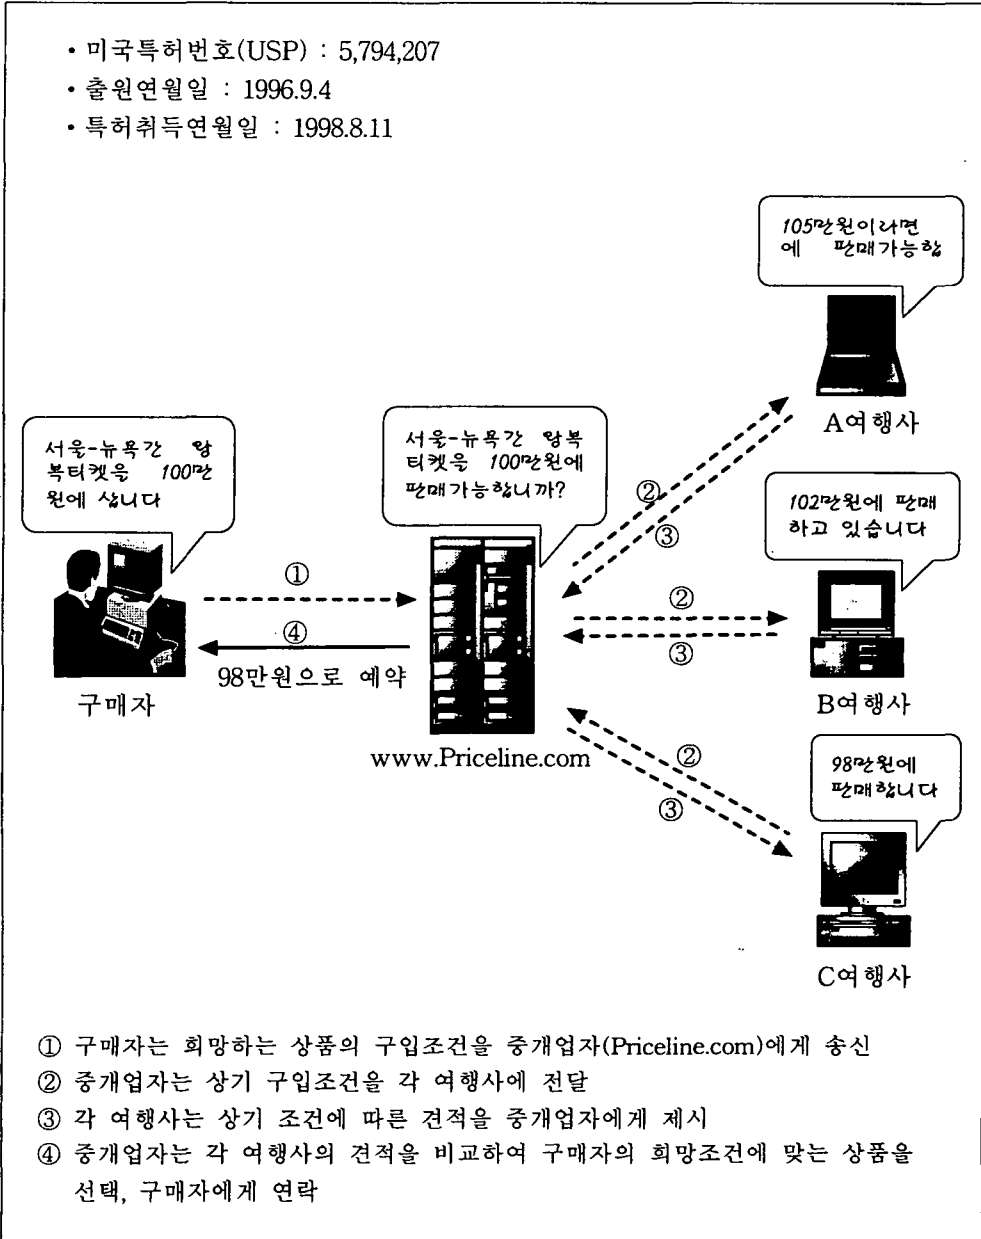 • 미국특허번호(USP) : 5,794,207
• 출원연월일 : 1996.9.4
• 특허취득연월일 : 1998.8.11
105만원이라면
에 판매가능합
A여행사
서울-뉴욕간 왕
복티켓을 100만
원에 삽니다
서울-뉴욕간 왕복
티켓을 100만원에
판매가능합니까?
②
③
102만원에 판매
하고 있습니다
①
②
④
③
98만원으로 예약
구매자
B여행사
www.Priceline.com
②
③
98만원에
판매합니다
C여행사
① 구매자는 희망하는 상품의 구입조건을 중개업자(Priceline.com)에게 송신
② 중개업자는 상기 구입조건을 각 여행사에 전달
③ 각 여행사는 상기 조건에 따른 견적을 중개업자에게 제시
④ 중개업자는 각 여행사의 견적을 비교하여 구매자의 희망조건에 맞는 상품을
선택, 구매자에게 연락